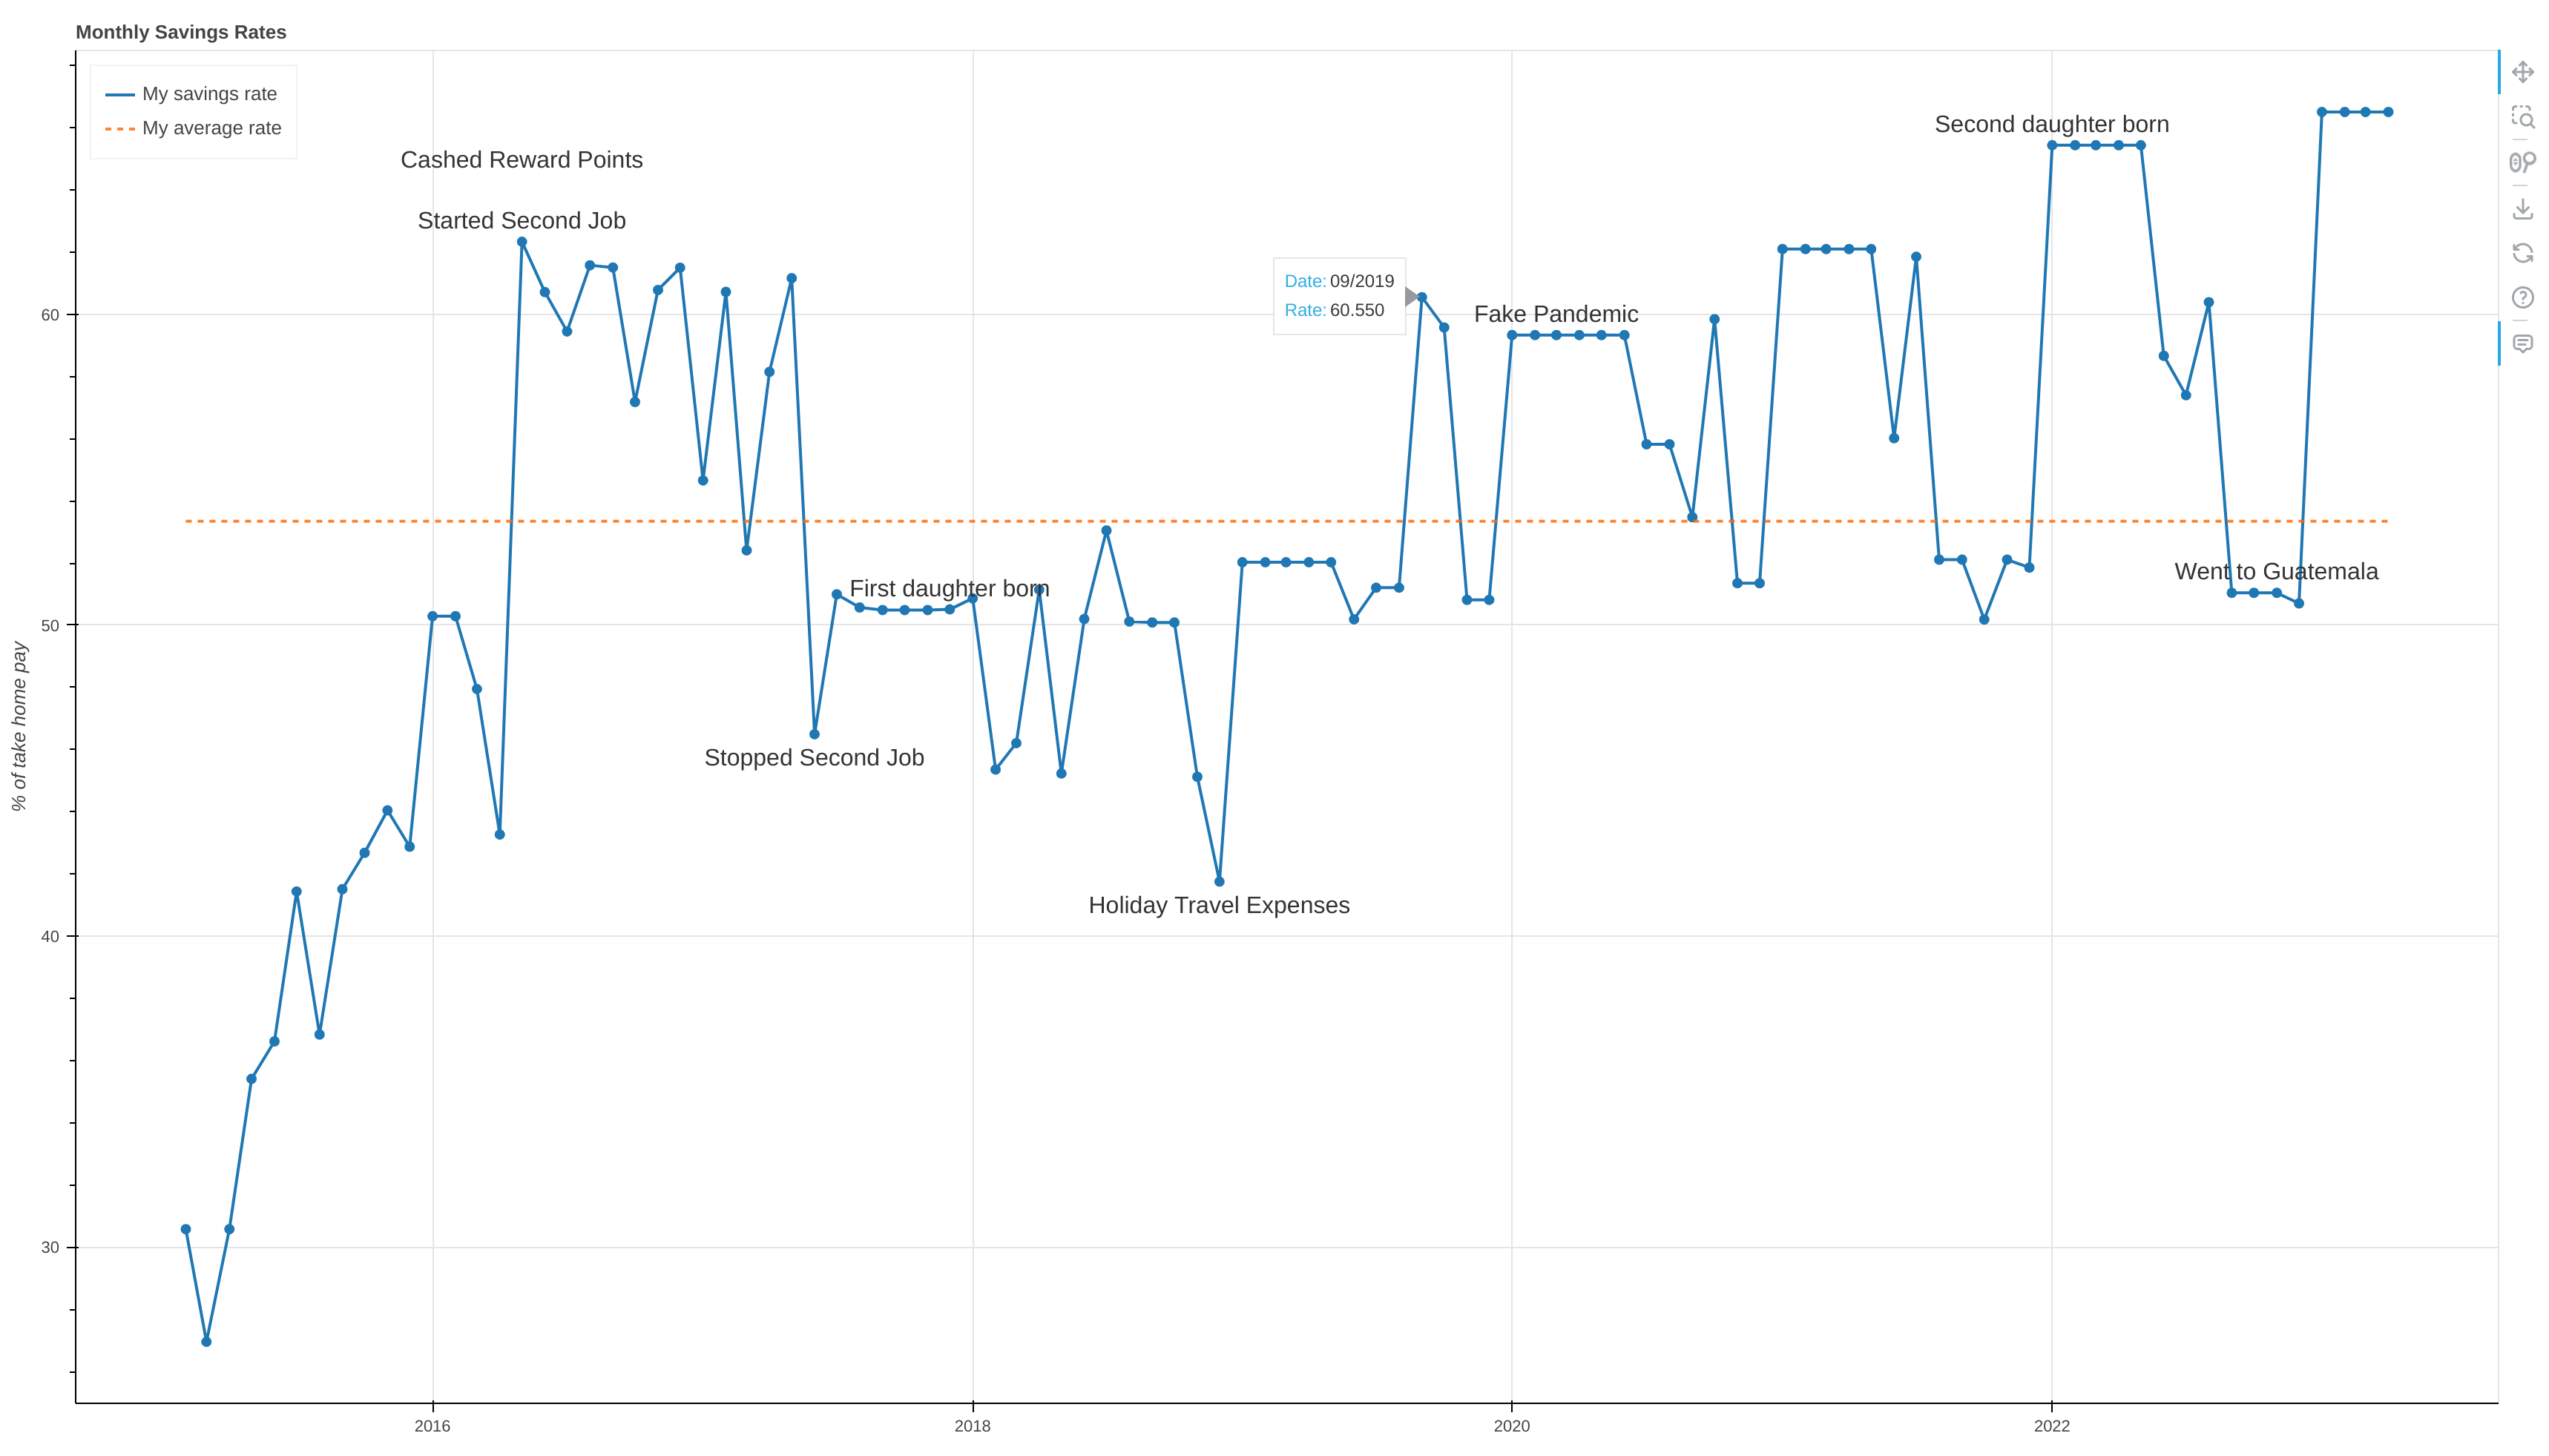 Monthly Savings Rates
My savings rate
My average rate
Cashed Reward Points
Started Second Job
Second daughter born
Date: 09/2019
Rate: 60.550
Fake Pandemic
60
First daughter born
Went to Guatemala
50
% of take home pay
Stopped Second Job
Holiday Travel Expenses
40
30
2016
2018
2020
2022